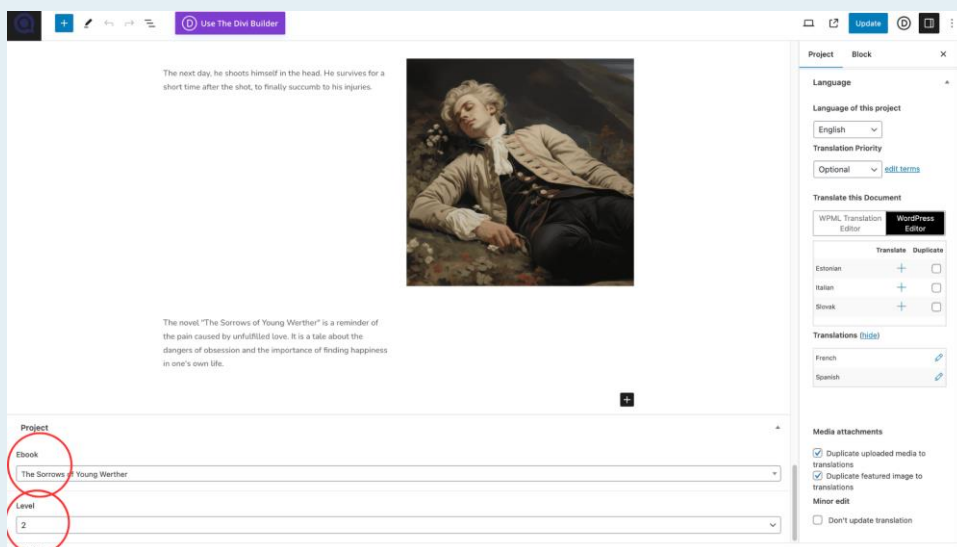 Use The Divi Builder
Update
The next day, he shoots himself in the head. He survives for a
short time after the shot, to finally succumb to his injuries.
The novel "The Sorrows of Young Werther" is a reminder of
the pain caused by unfulfilled love. It is a tale about the
dangers of obsession and the importance of finding happiness
in one's own life.
Project
Ebook
The Sorrows of Young Werther
Level
2
Project Block
Language
Language of this project
English
Translation Priority
Optional edit terms
Translate this Document
WPML Translation
Editor
WordPress
Editor
Translate Duplicate
Estonian
Italian
Slovak
Translations (hide)
French
Spanish
Media attachments
Duplicate uploaded media to
translations
Duplicate featured image to
translations
Minor edit
Don't update translation